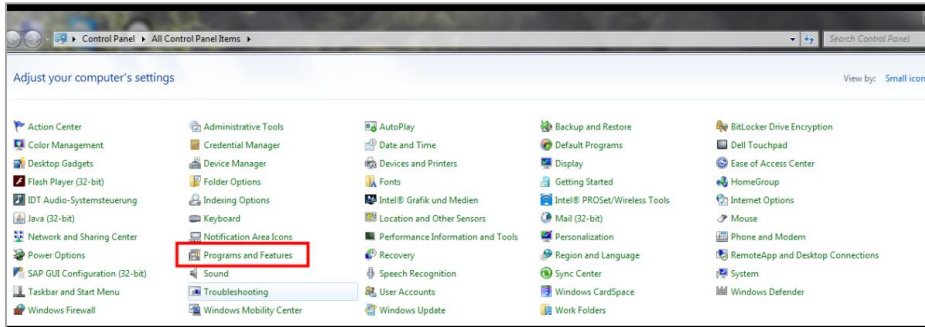 Control Panel ▸ All Control Panel Items ▸ Search Control Panel
Adjust your computer's settings View by: Small icon
Action Center Administrative Tools AutoPlay Backup and Restore BitLocker Drive Encryption
Color Management Credential Manager Date and Time Default Programs Dell Touchpad
Desktop Gadgets Device Manager Devices and Printers Display Ease of Access Center
Flash Player (32-bit) Folder Options Fonts Getting Started HomeGroup
IDT Audio-Systemsteuerung Indexing Options Intel® Grafik und Medien Intel® PROSet/Wireless Tools Internet Options
Java (32-bit) Keyboard Location and Other Sensors Mail (32-bit) Mouse
Network and Sharing Center Notification Area Icons Performance Information and Tools Personalization Phone and Modem
Power Options Programs and Features Recovery Region and Language RemoteApp and Desktop Connections
SAP GUI Configuration (32-bit) Sound Speech Recognition Sync Center System
Taskbar and Start Menu Troubleshooting User Accounts Windows CardSpace Windows Defender
Windows Firewall Windows Mobility Center Windows Update Work Folders